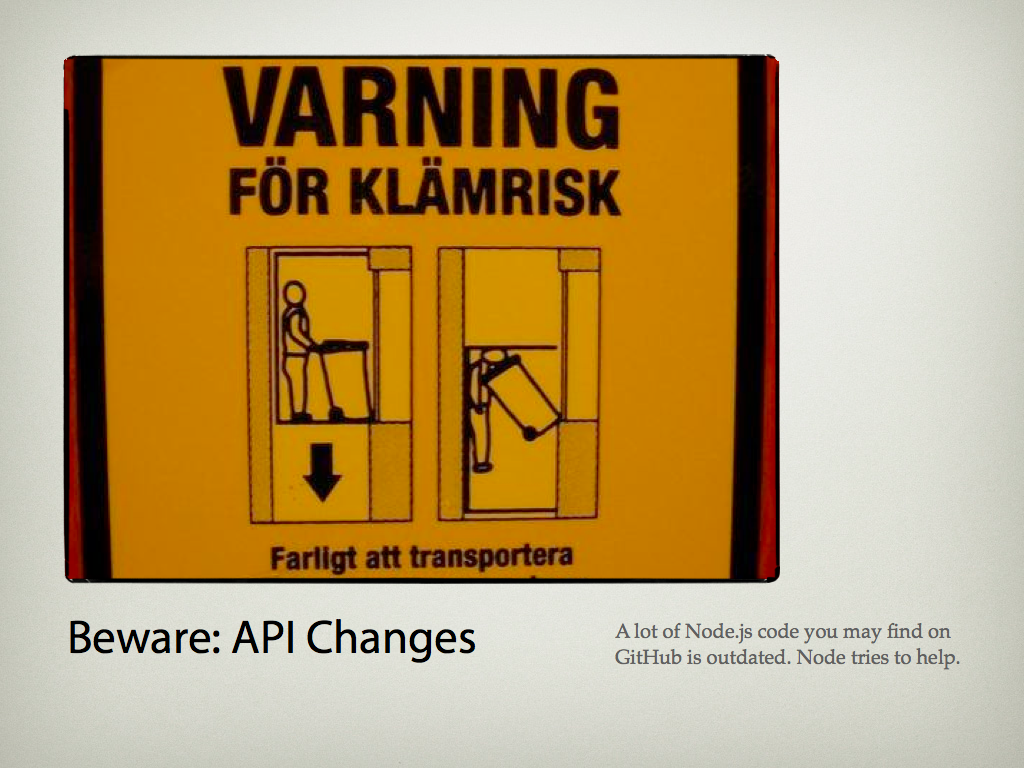 VARNING
FÖR KLÄMRISK
Farligt att transportera
Beware: API Changes
A lot of Node.js code you may find on
GitHub is outdated. Node tries to help.